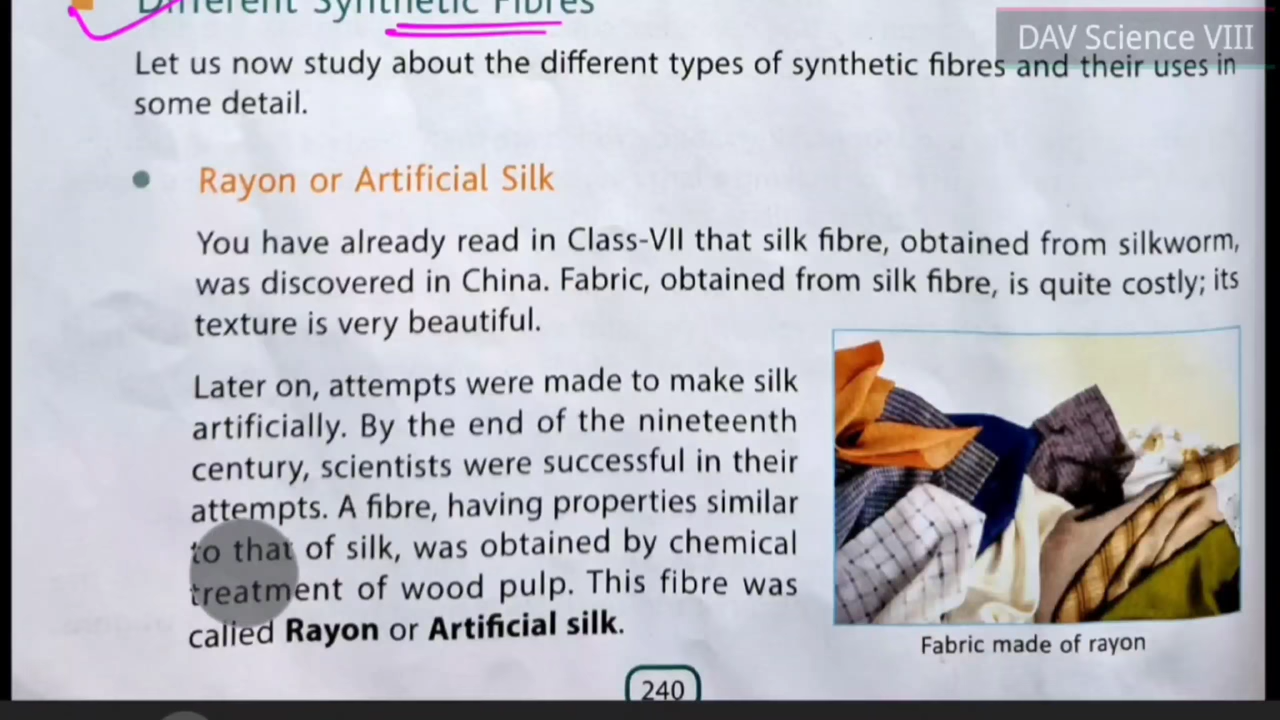 Different Synthetic Fibres
DAV Science VIII
Let us now study about the different types of synthetic fibres and their uses in
some detail.
Rayon or Artificial Silk
You have already read in Class-VII that silk fibre, obtained from silkworm,
was discovered in China. Fabric, obtained from silk fibre, is quite costly; its
texture is very beautiful.
Later on, attempts were made to make silk
artificially. By the end of the nineteenth
century, scientists were successful in their
attempts. A fibre, having properties similar
to that of silk, was obtained by chemical
treatment of wood pulp. This fibre was
called Rayon or Artificial silk.
Fabric made of rayon
240